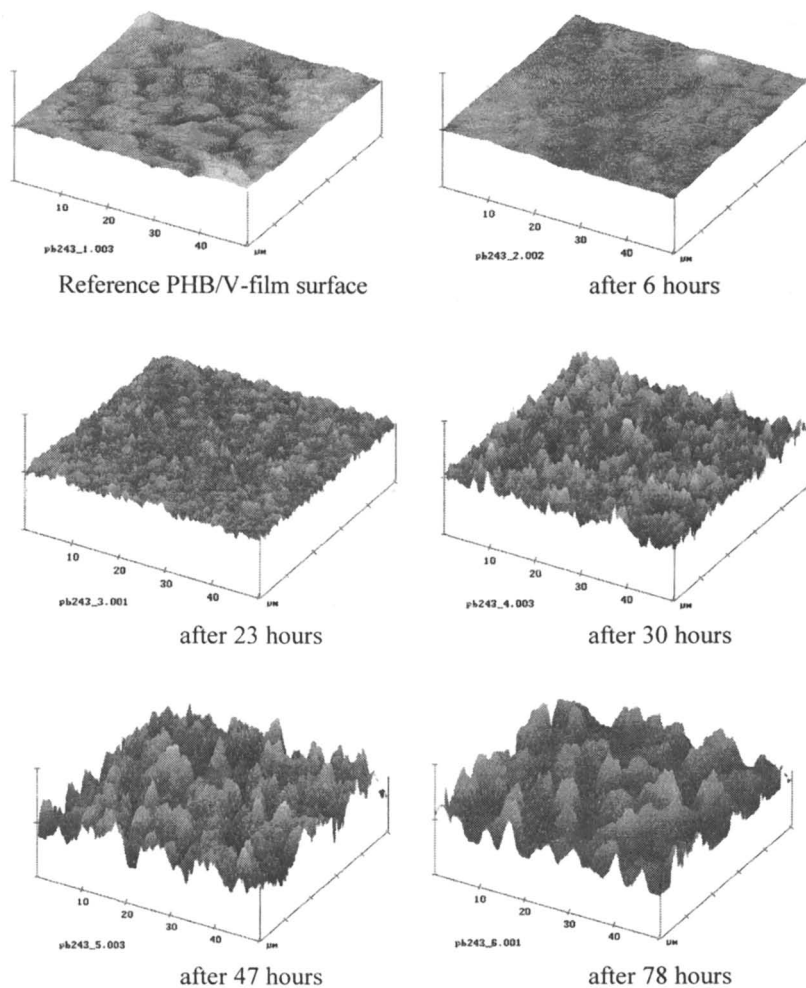 10
20
30
40
µM
pb243_1.003
Reference PHB/V-film surface
10
20
30
40
µM
pb243_2.002
after 6 hours
10
20
30
40
µM
pb243_3.001
after 23 hours
10
20
30
40
µM
pb243_4.003
after 30 hours
10
20
30
40
µM
pb243_5.003
after 47 hours
10
20
30
40
µM
pb243_6.001
after 78 hours